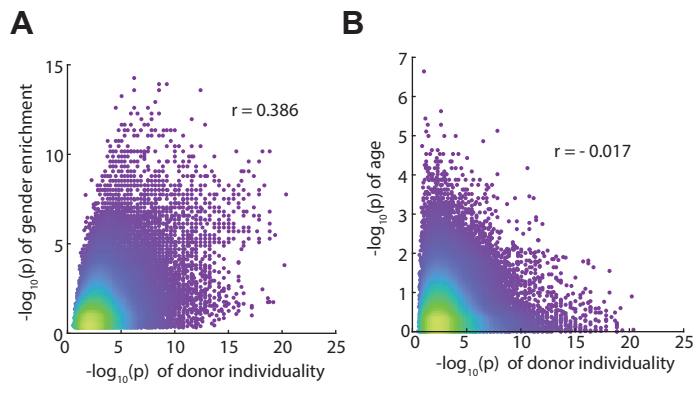 A
B
15
10
5
0
0 5 10 15 20 25
-log10(p) of gender enrichment
-log10(p) of donor individuality
r = 0.386
7
6
5
4
3
2
1
0
0 5 10 15 20 25
-log10(p) of age
-log10(p) of donor individuality
r = - 0.017